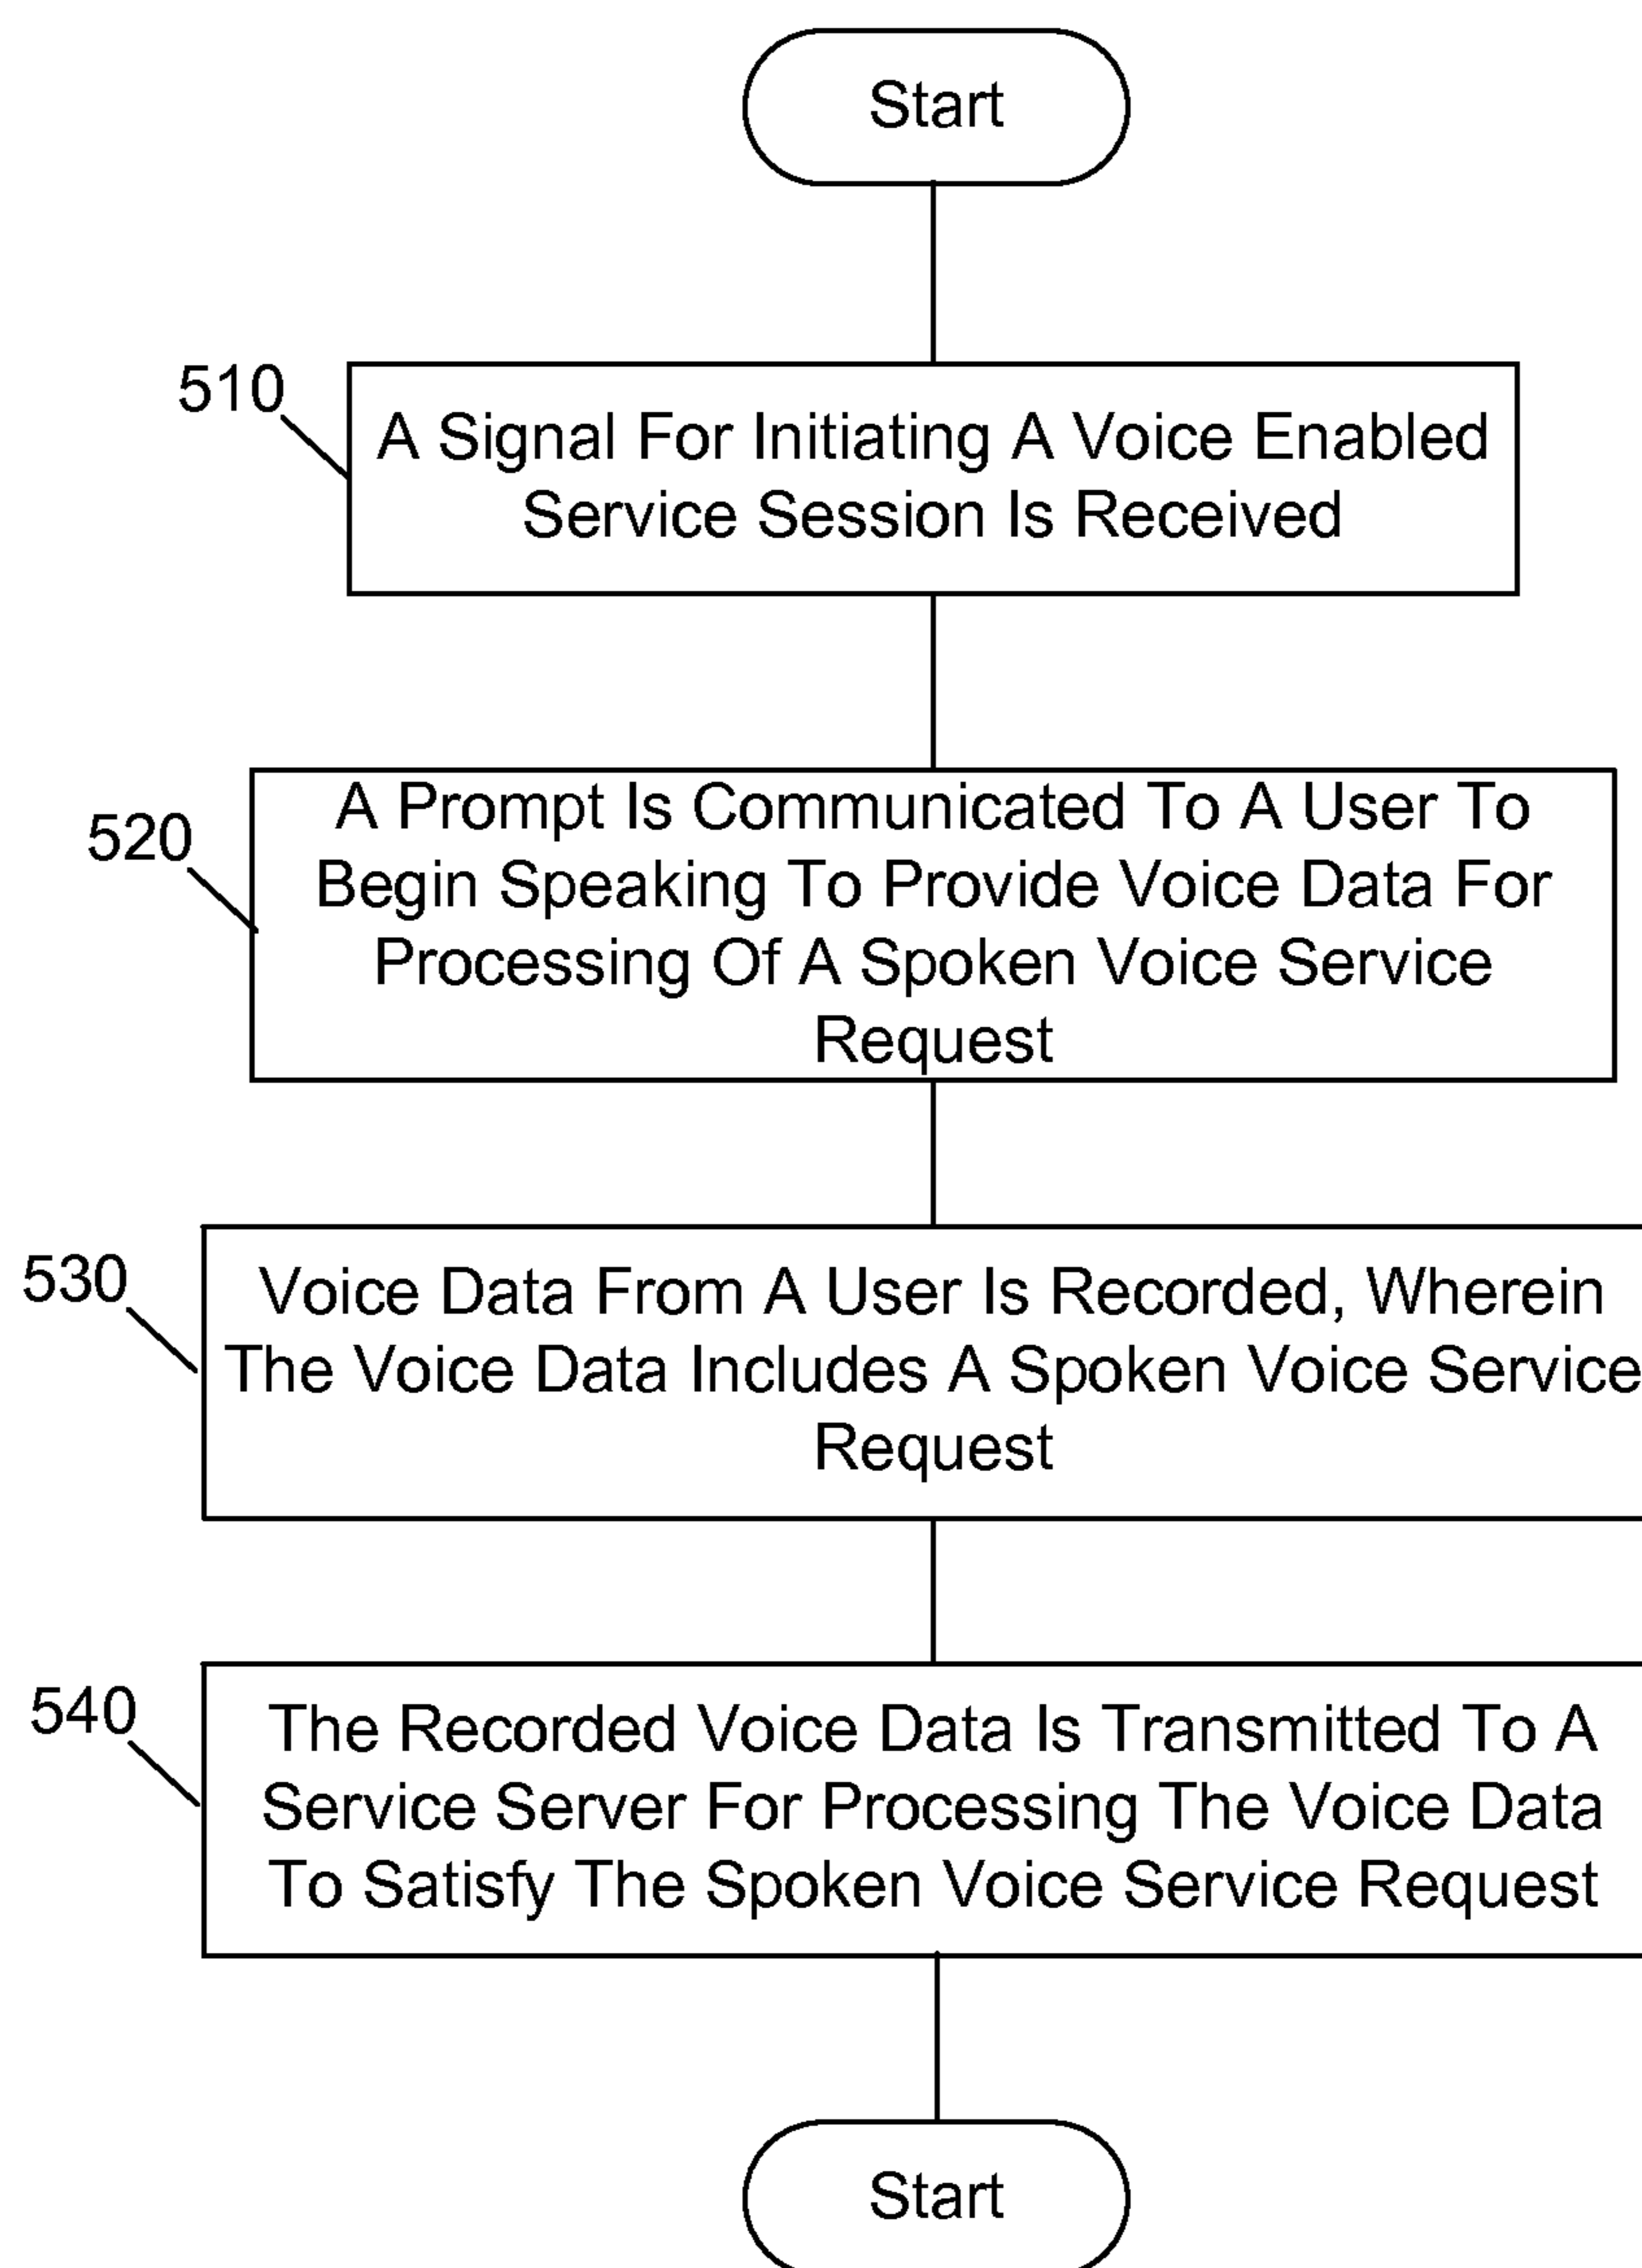 Start
510
A Signal For Initiating A Voice Enabled
Service Session Is Received
520
A Prompt Is Communicated To A User To
Begin Speaking To Provide Voice Data For
Processing Of A Spoken Voice Service
Request
530
Voice Data From A User Is Recorded, Wherein
The Voice Data Includes A Spoken Voice Service
Request
540
The Recorded Voice Data Is Transmitted To A
Service Server For Processing The Voice Data
To Satisfy The Spoken Voice Service Request
Start